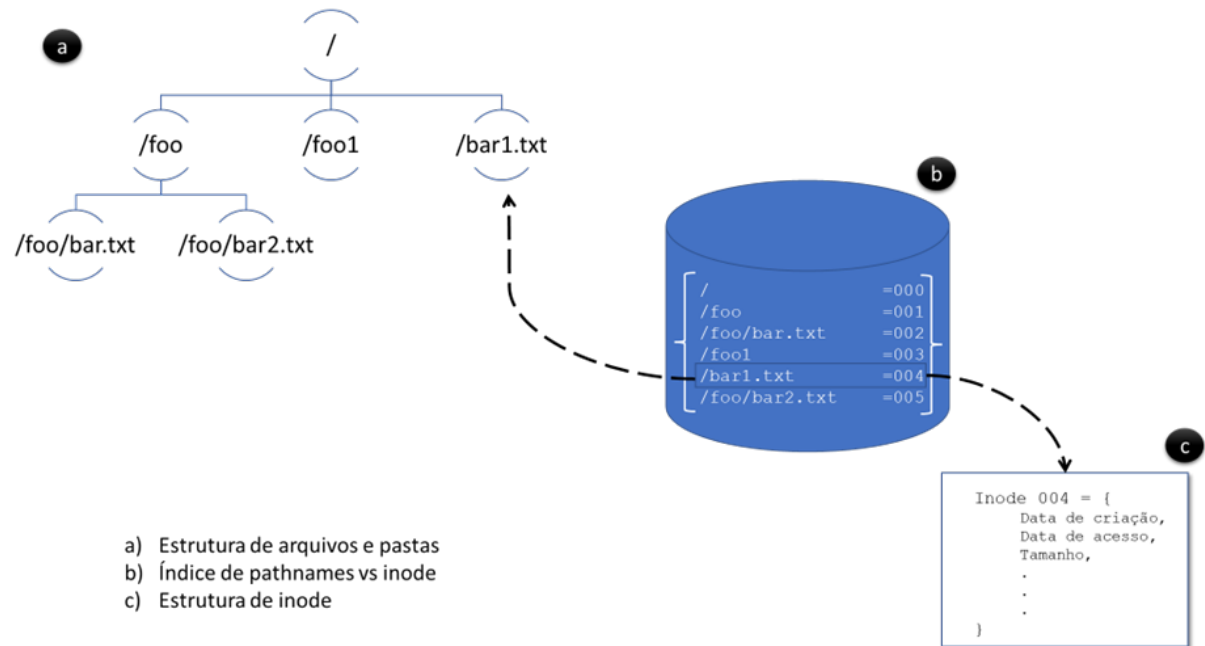 a
/
/foo
/foo1
/bar1.txt
/foo/bar.txt
/foo/bar2.txt
b
/ =000
/foo =001
/foo/bar.txt =002
/foo1 =003
/bar1.txt =004
/foo/bar2.txt =005
c
Inode 004 = {
Data de criação,
Data de acesso,
Tamanho,
.
.
.
}
a) Estrutura de arquivos e pastas
b) Índice de pathnames vs inode
c) Estrutura de inode